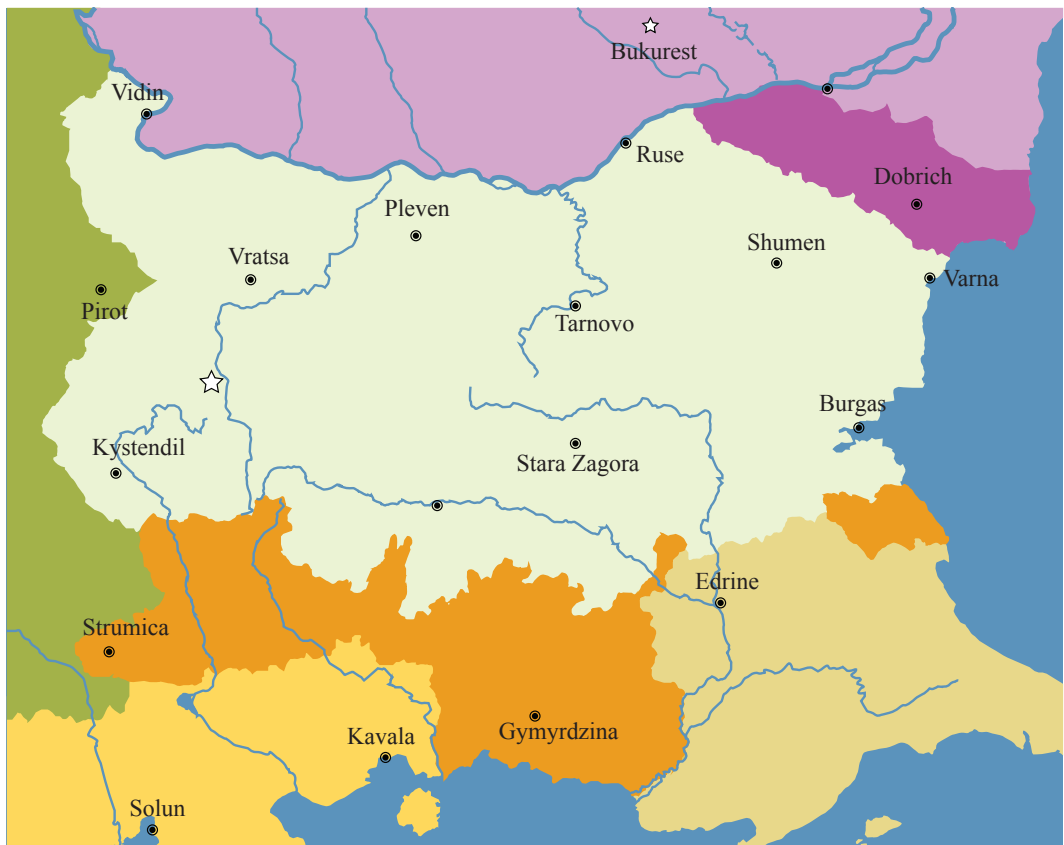 Bukurest
Vidin
Ruse
Dobrich
Pleven
Shumen
Vratsa
Varna
Pirot
Tarnovo
Burgas
Kystendil
Stara Zagora
Edrine
Strumica
Gymyrdzina
Kavala
Solun